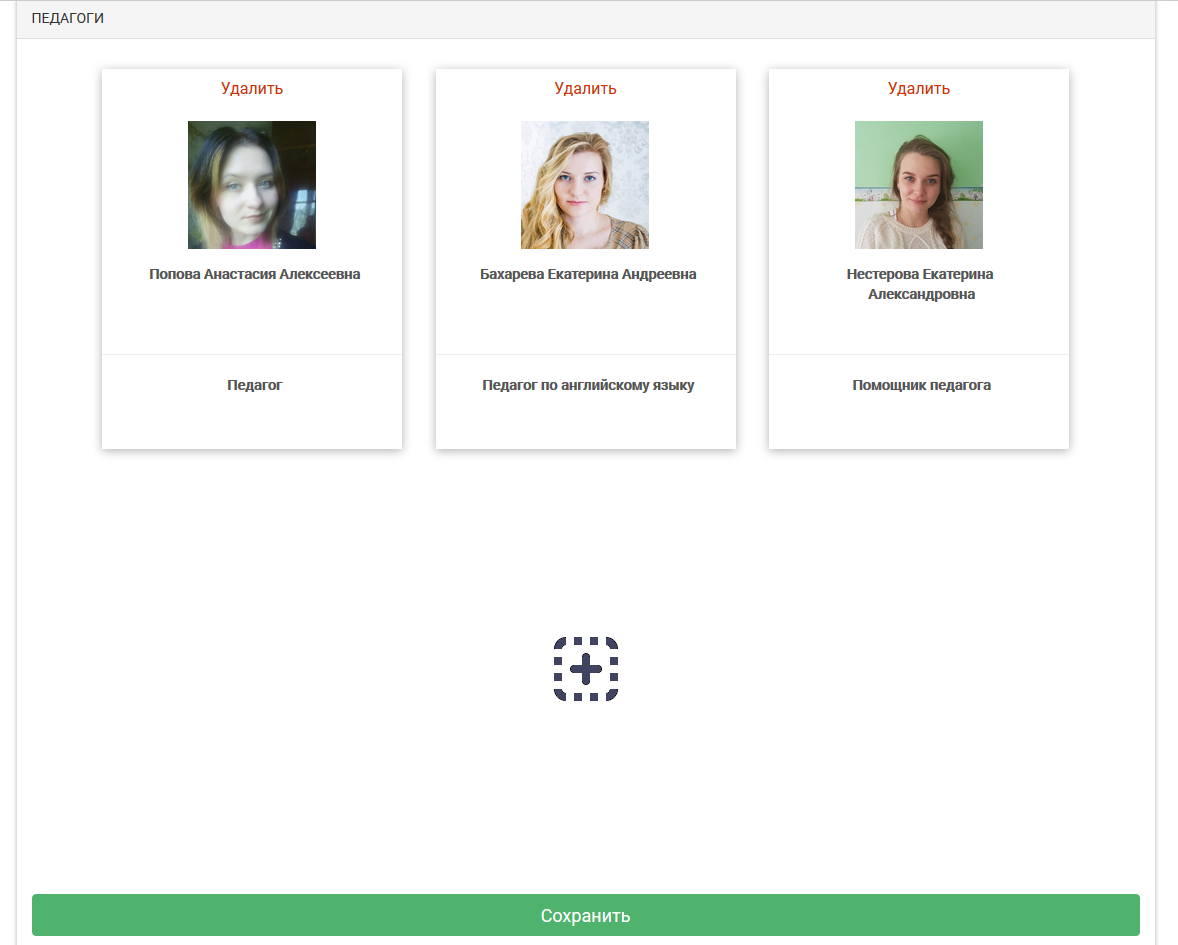 ПЕДАГОГИ
Удалить
Попова Анастасия Алексеевна
Педагог
Удалить
Бахарева Екатерина Андреевна
Педагог по английскому языку
Удалить
Нестерова Екатерина
Александровна
Помощник педагога
Сохранить